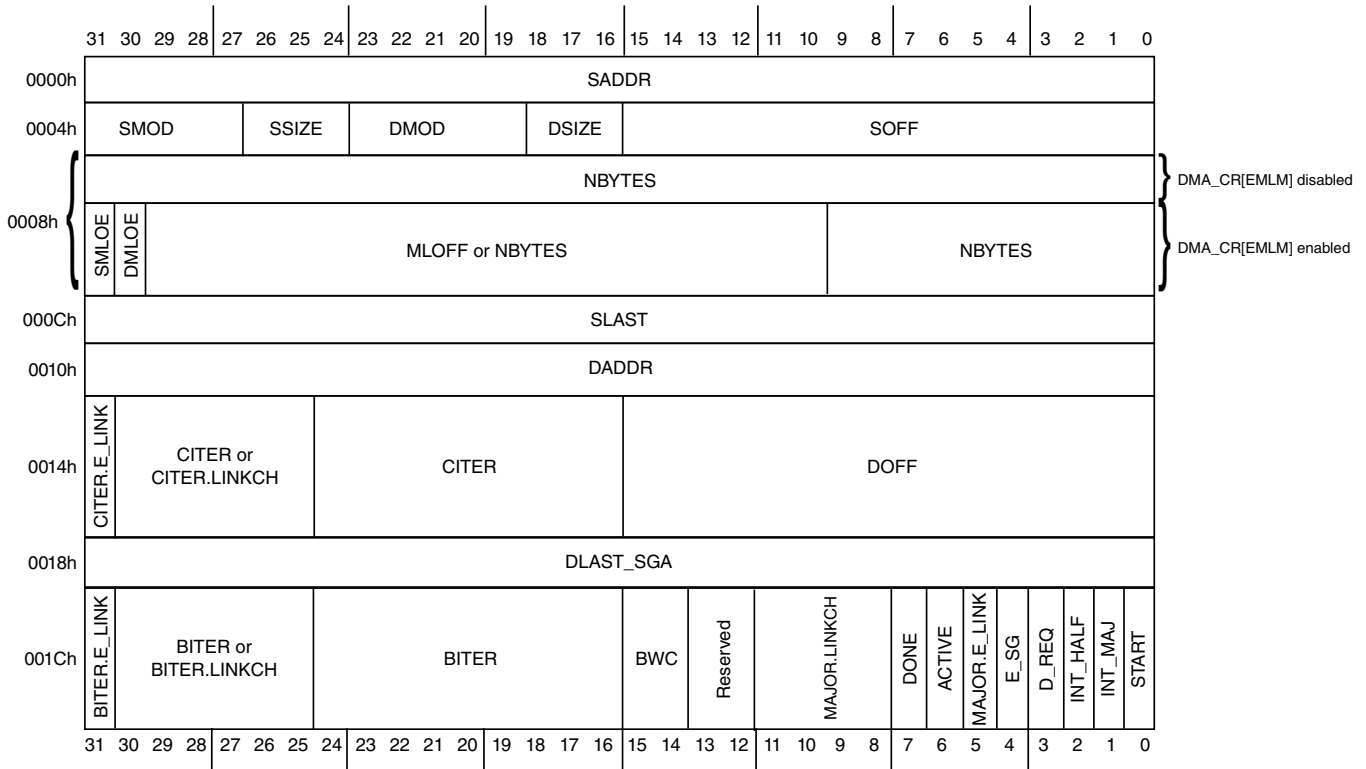 31 30 29 28 27 26 25 24 23 22 21 20 19 18 17 16 15 14 13 12 11 10 9 8 7 6 5 4 3 2 1 0
0000h SADDR
0004h SMOD SSIZE DMOD DSIZE SOFF
NBYTES DMA_CR[EMLM] disabled
0008h SMLOE DMLOE MLOFF or NBYTES NBYTES DMA_CR[EMLM] enabled
000Ch SLAST
0010h DADDR
0014h CITER.E_LINK CITER or
CITER.LINKCH CITER DOFF
0018h DLAST_SGA
001Ch BITER.E_LINK BITER or
BITER.LINKCH BITER BWC Reserved MAJOR.LINKCH DONE ACTIVE MAJOR.E_LINK E_SG D_REQ INT_HALF INT_MAJ START
31 30 29 28 27 26 25 24 23 22 21 20 19 18 17 16 15 14 13 12 11 10 9 8 7 6 5 4 3 2 1 0